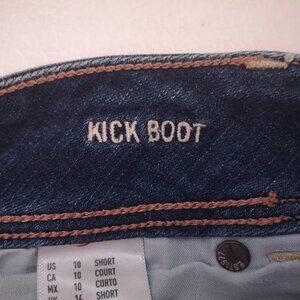 KICK BOOT
US 10 SHORT
CA 10 COURT
MX 10 CORTO
UK 14 SHORT